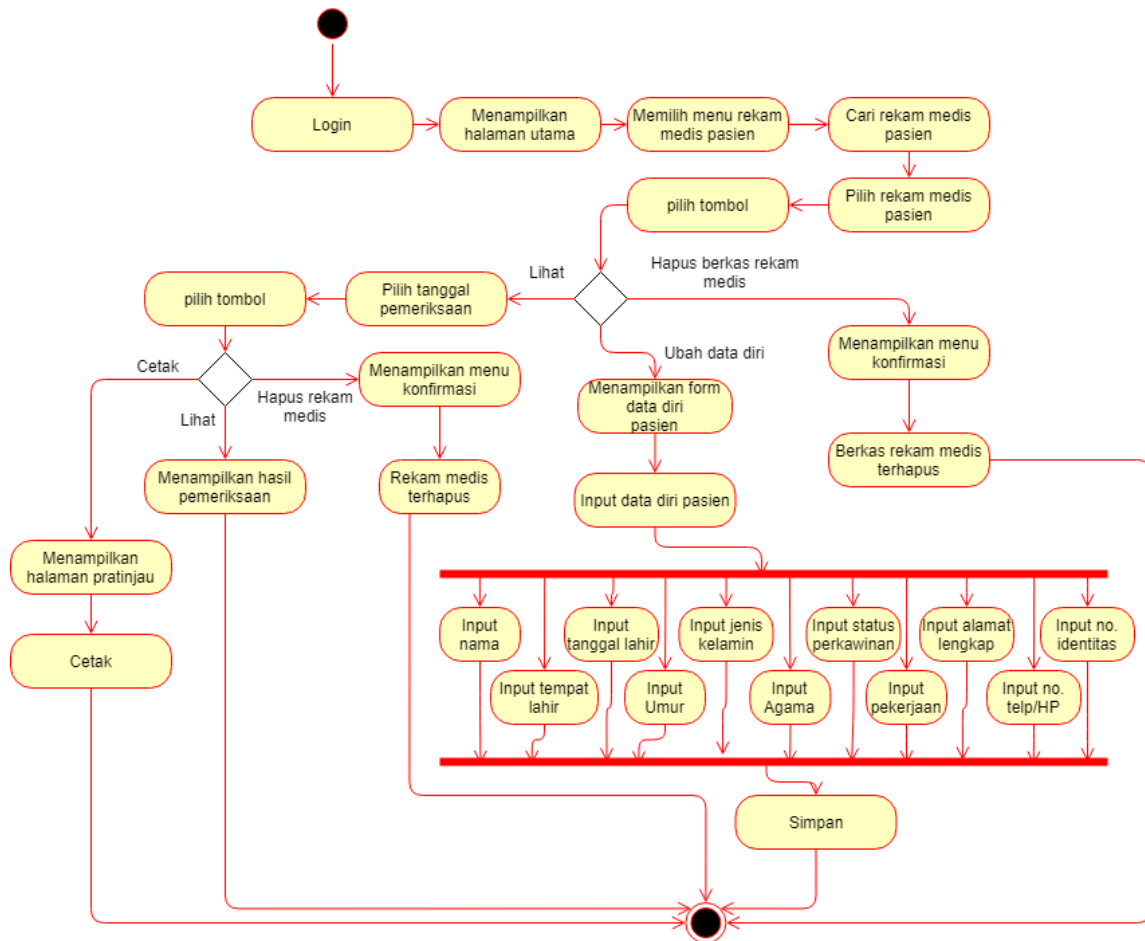 Login
Menampilkan
halaman utama
Memilih menu rekam
medis pasien
Cari rekam medis
pasien
pilih tombol
Pilih rekam medis
pasien
Lihat
Hapus berkas rekam
medis
pilih tombol
Pilih tanggal
pemeriksaan
Menampilkan menu
konfirmasi
Ubah data diri
Cetak
Hapus rekam
medis
Lihat
Menampilkan menu
konfirmasi
Menampilkan form
data diri
pasien
Berkas rekam medis
terhapus
Menampilkan hasil
pemeriksaan
Rekam medis
terhapus
Input data diri pasien
Menampilkan
halaman pratinjau
Cetak
Input
nama
Input
tanggal lahir
Input jenis
kelamin
Input status
perkawinan
Input alamat
lengkap
Input no.
identitas
Input tempat
lahir
Input
Umur
Input
Agama
Input
pekerjaan
Input no.
telp/HP
Simpan